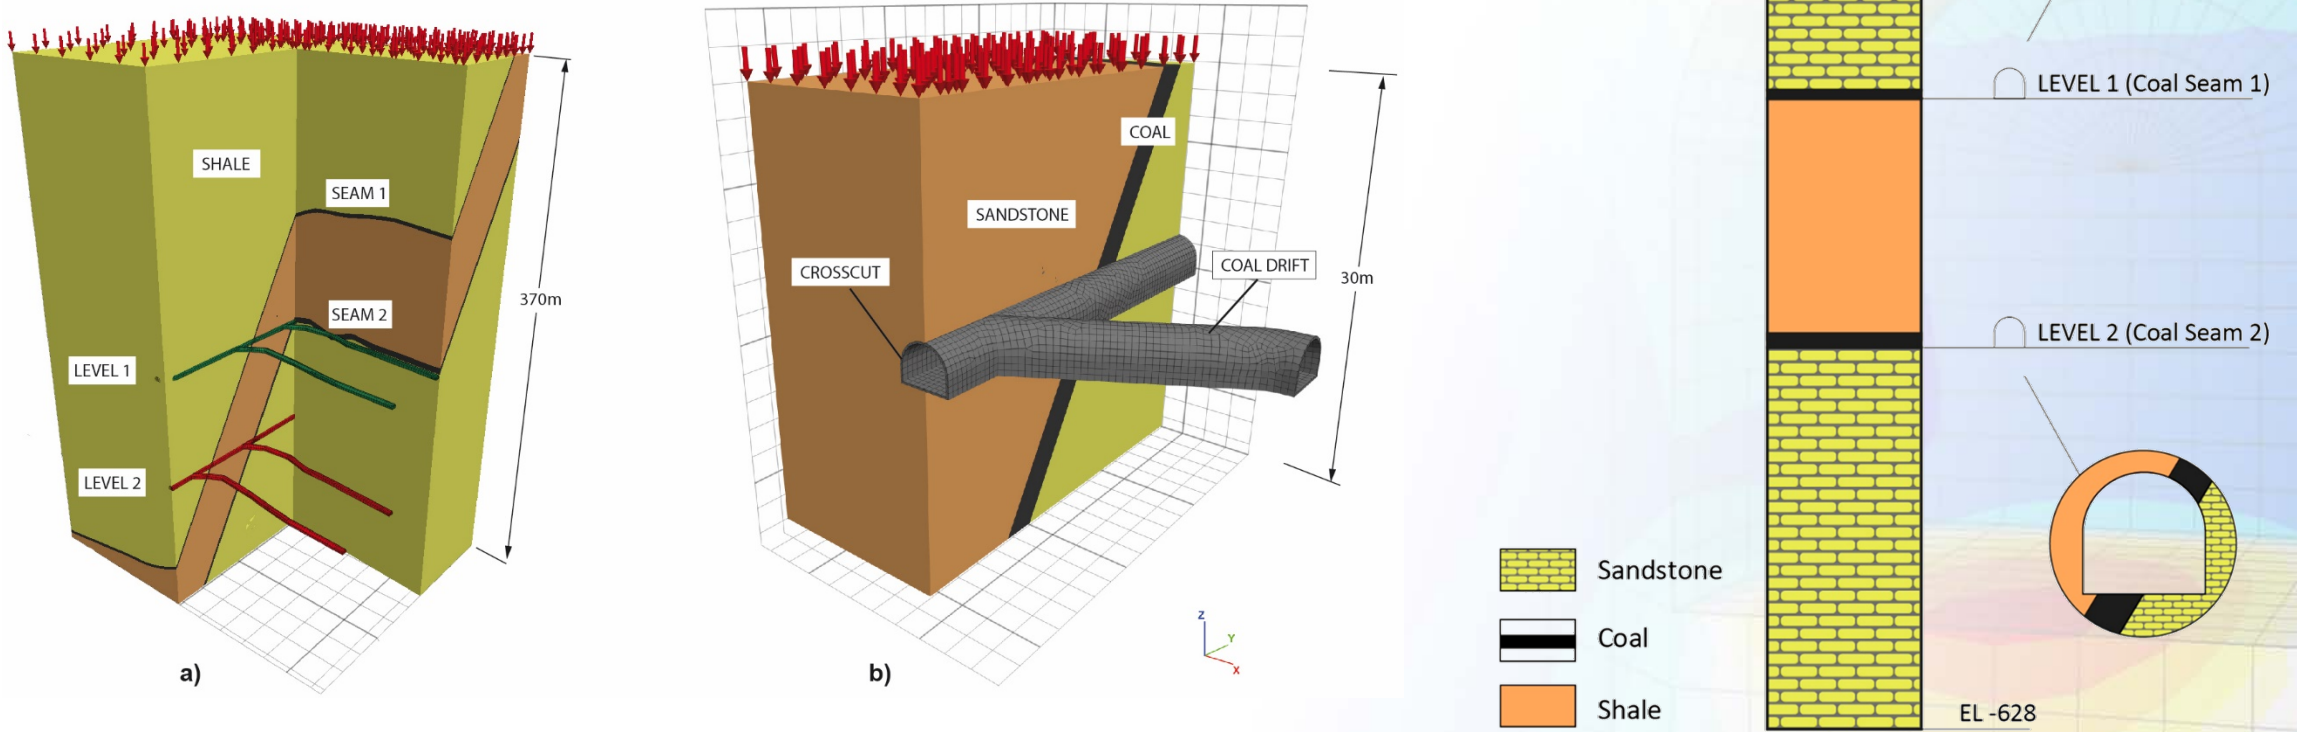 SHALE
SEAM 1
SEAM 2
LEVEL 1
LEVEL 2
370m
a)
COAL
SANDSTONE
CROSSCUT
COAL DRIFT
30m
Z
Y
X
b)
LEVEL 1 (Coal Seam 1)
LEVEL 2 (Coal Seam 2)
Sandstone
Coal
Shale
EL -628